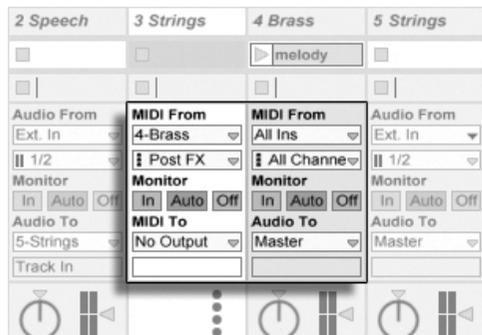 2 Speech
3 Strings
4 Brass
5 Strings
melody
Audio From
MIDI From
MIDI From
Audio From
Ext. In
4-Brass
All Ins
Ext. In
1/2
Post FX
All Channe
1/2
Monitor
Monitor
Monitor
Monitor
In Auto Off
In Auto Off
In Auto Off
In Auto Off
Audio To
MIDI To
Audio To
Audio To
5-Strings
No Output
Master
Master
Track In